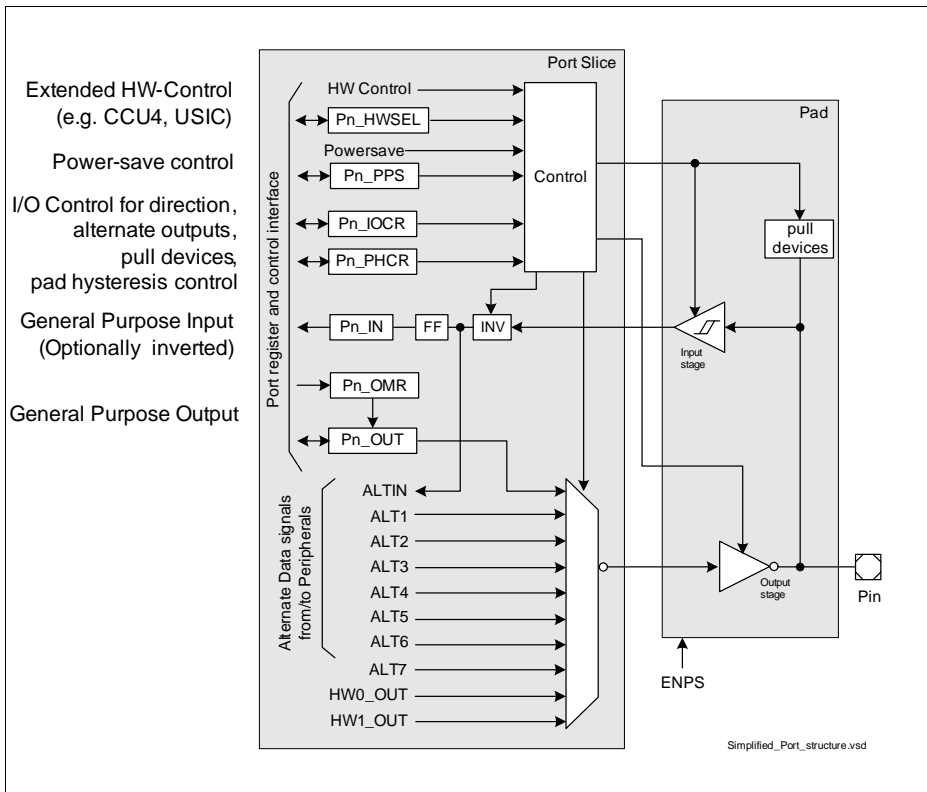 Port Slice
Pad
Extended HW-Control
(e.g. CCU4, USIC)
Power-save control
I/O Control for direction,
alternate outputs,
pull devices,
pad hysteresis control
General Purpose Input
(Optionally inverted)
General Purpose Output
Port register and control interface
HW Control
Pn_HWSEL
Powersave
Pn_PPS
Pn_IOCR
Pn_PHCR
Control
Pn_IN
FF
INV
Pn_OMR
Pn_OUT
pull
devices
Input
stage
Alternate Data signals
from/to Peripherals
ALTIN
ALT1
ALT2
ALT3
ALT4
ALT5
ALT6
ALT7
HW0_OUT
HW1_OUT
Output
stage
Pin
ENPS
Simplified_Port_structure.vsd